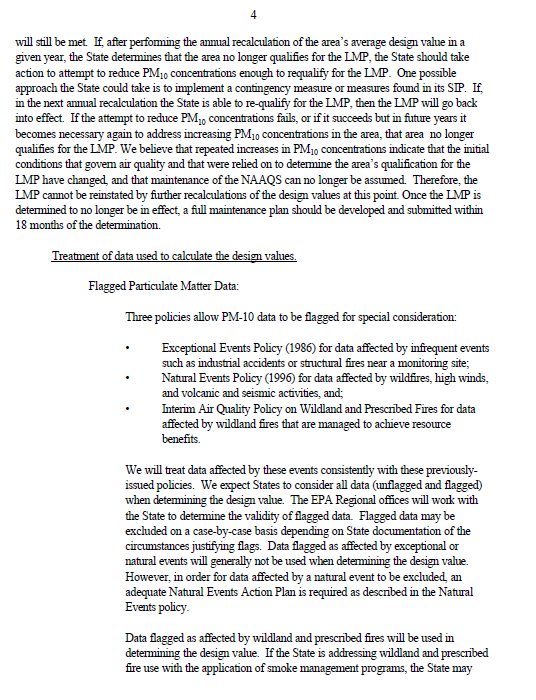 4
will still be met. If, after performing the annual recalculation of the area's average design value in a
given year, the State determines that the area no longer qualifies for the LMP, the State should take
action to attempt to reduce PM10 concentrations enough to requalify for the LMP. One possible
approach the State could take is to implement a contingency measure or measures found in its SIP. If,
in the next annual recalculation the State is able to re-qualify for the LMP, then the LMP will go back
into effect. If the attempt to reduce PM10 concentrations fails, or if it succeeds but in future years it
becomes necessary again to address increasing PM10 concentrations in the area, that area no longer
qualifies for the LMP. We believe that repeated increases in PM10 concentrations indicate that the initial
conditions that govern air quality and that were relied on to determine the area's qualification for the
LMP have changed, and that maintenance of the NAAQS can no longer be assumed. Therefore, the
LMP cannot be reinstated by further recalculations of the design values at this point. Once the LMP is
determined to no longer be in effect, a full maintenance plan should be developed and submitted within
18 months of the determination.
Treatment of data used to calculate the design values.
Flagged Particulate Matter Data:
Three policies allow PM-10 data to be flagged for special consideration:
• Exceptional Events Policy (1986) for data affected by infrequent events
such as industrial accidents or structural fires near a monitoring site;
• Natural Events Policy (1996) for data affected by wildfires, high winds,
and volcanic and seismic activities, and;
• Interim Air Quality Policy on Wildland and Prescribed Fires for data
affected by wildland fires that are managed to achieve resource
benefits.
We will treat data affected by these events consistently with these previously-
issued policies. We expect States to consider all data (unflagged and flagged)
when determining the design value. The EPA Regional offices will work with
the State to determine the validity of flagged data. Flagged data may be
excluded on a case-by-case basis depending on State documentation of the
circumstances justifying flags. Data flagged as affected by exceptional or
natural events will generally not be used when determining the design value.
However, in order for data affected by a natural event to be excluded, an
adequate Natural Events Action Plan is required as described in the Natural
Events policy.
Data flagged as affected by wildland and prescribed fires will be used in
determining the design value. If the State is addressing wildland and prescribed
fire use with the application of smoke management programs, the State may